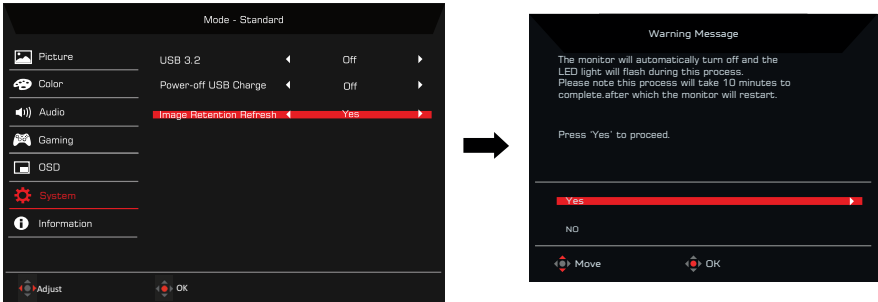 Mode - Standard
Picture
USB 3.2 Off
Color
Power-off USB Charge Off
Audio
Image Retention Refresh Yes
Gaming
OSD
System
Information
Adjust OK
Warning Message
The monitor will automatically turn off and the
LED light will flash during this process.
Please note this process will take 10 minutes to
complete.after which the monitor will restart.
Press 'Yes' to proceed.
Yes
NO
Move OK